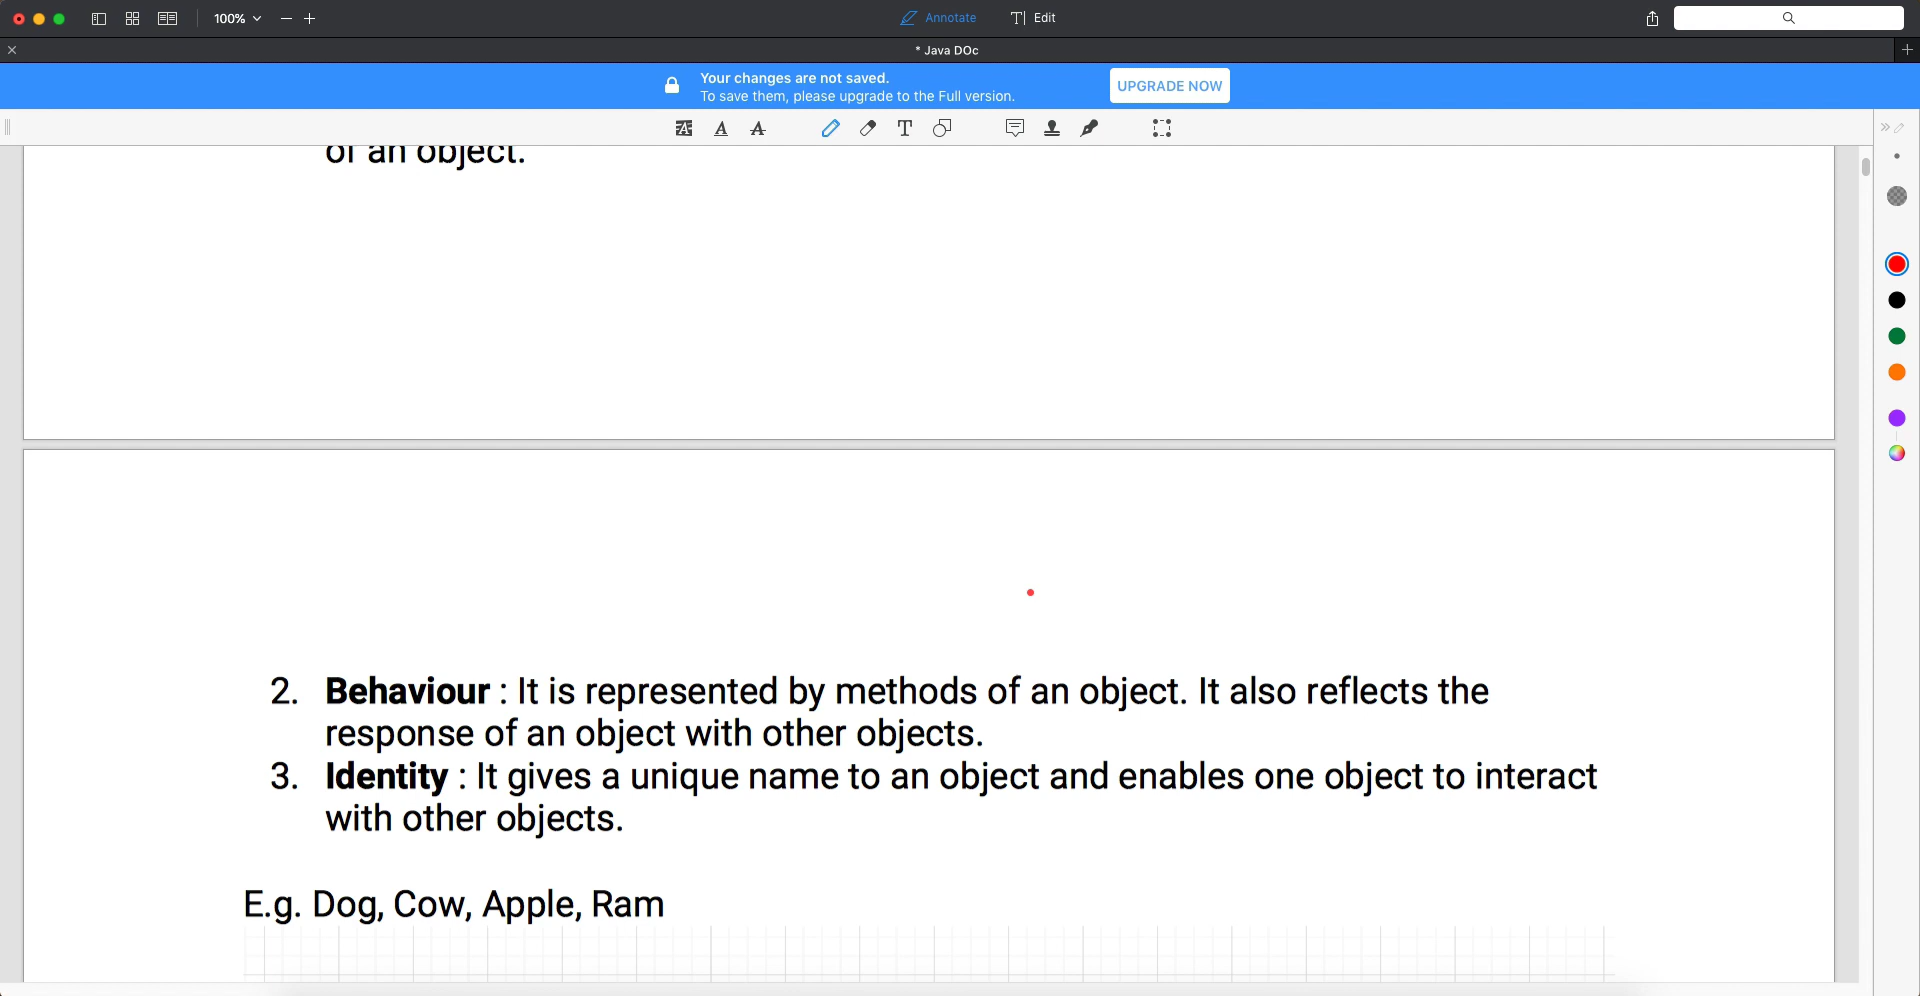 100%
Annotate
Edit
* Java DOc
Your changes are not saved.
To save them, please upgrade to the Full version.
UPGRADE NOW
of an object.
2. Behaviour : It is represented by methods of an object. It also reflects the
response of an object with other objects.
3. Identity : It gives a unique name to an object and enables one object to interact
with other objects.
E.g. Dog, Cow, Apple, Ram